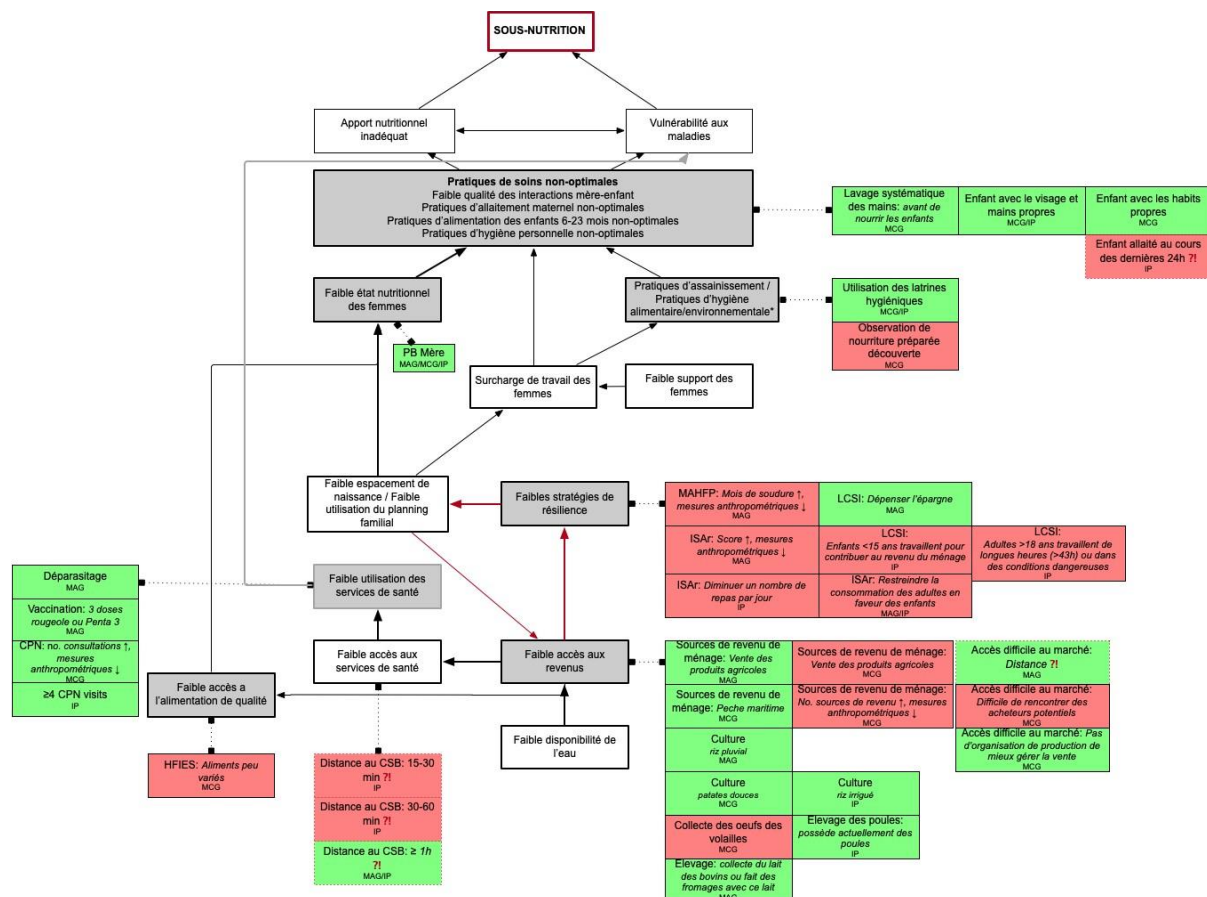 SOUS-NUTRITION
Apport nutritionnel
inadéquat
Vulnérabilité aux
maladies
Pratiques de soins non-optimales
Faible qualité des interactions mère-enfant
Pratiques d'allaitement maternel non-optimales
Pratiques d'alimentation des enfants 6-23 mois non-optimales
Pratiques d'hygiène personnelle non-optimales
Lavage systématique
des mains: avant de
nourrir les enfants
MCG
Enfant avec le visage et
mains propres
MCG/IP
Enfant avec les habits
propres
MCG
Enfant allaité au cours
des dernières 24h ?!
IP
Faible état nutritionnel
des femmes
Pratiques d'assainissement /
Pratiques d'hygiène
alimentaire/environnementale*
Utilisation des latrines
hygiéniques
MCG/IP
Observation de
nourriture préparée
découverte
MCG
PB Mère
MAG/MCG/IP
Surcharge de travail des
femmes
Faible support des
femmes
Faible espacement de
naissance / Faible
utilisation du planning
familial
Faibles stratégies de
résilience
MAHFP: Mois de soudure ↑,
mesures anthropométriques ↓
MAG
LCSI: Dépenser l'épargne
MAG
ISAr: Score ↑, mesures
anthropométriques ↓
MAG
LCSI:
Enfants <15 ans travaillent pour
contribuer au revenu du ménage
IP
LCSI:
Adultes >18 ans travaillent de
longues heures (>43h) ou dans
des conditions dangereuses
IP
ISAr: Diminuer un nombre de
repas par jour
IP
ISAr: Restreindre la
consommation des adultes en
faveur des enfants
MAG/IP
Déparasitage
MAG
Vaccination: 3 doses
rougeole ou Penta 3
MAG
CPN: no. consultations ↑,
mesures
anthropométriques ↓
MCG
≥4 CPN visits
IP
Faible utilisation des
services de santé
Faible accès aux
services de santé
Faible accès aux
revenus
Faible accès a
l'alimentation de qualité
Faible disponibilité de
l'eau
HFIES: Aliments peu
variés
MCG
Distance au CSB: 15-30
min ?!
IP
Distance au CSB: 30-60
min ?!
IP
Distance au CSB: ≥ 1h
?!
MAG/IP
Sources de revenu de
ménage: Vente des
produits agricoles
MAG
Sources de revenu de ménage:
Vente des produits agricoles
MCG
Accès difficile au marché:
Distance ?!
MAG
Sources de revenu de
ménage: Peche maritime
MCG
Sources de revenu de ménage:
No. sources de revenu ↑, mesures
anthropométriques ↓
MCG
Accès difficile au marché:
Difficile de rencontrer des
acheteurs potentiels
MCG
Culture
riz pluvial
MAG
Accès difficile au marché: Pas
d'organisation de production de
mieux gérer la vente
MCG
Culture
patates douces
MCG
Culture
riz irrigué
IP
Collecte des oeufs des
volailles
MCG
Elevage des poules:
possède actuellement des
poules
IP
Elevage: collecte du lait
des bovins ou fait des
fromages avec ce lait
MAG